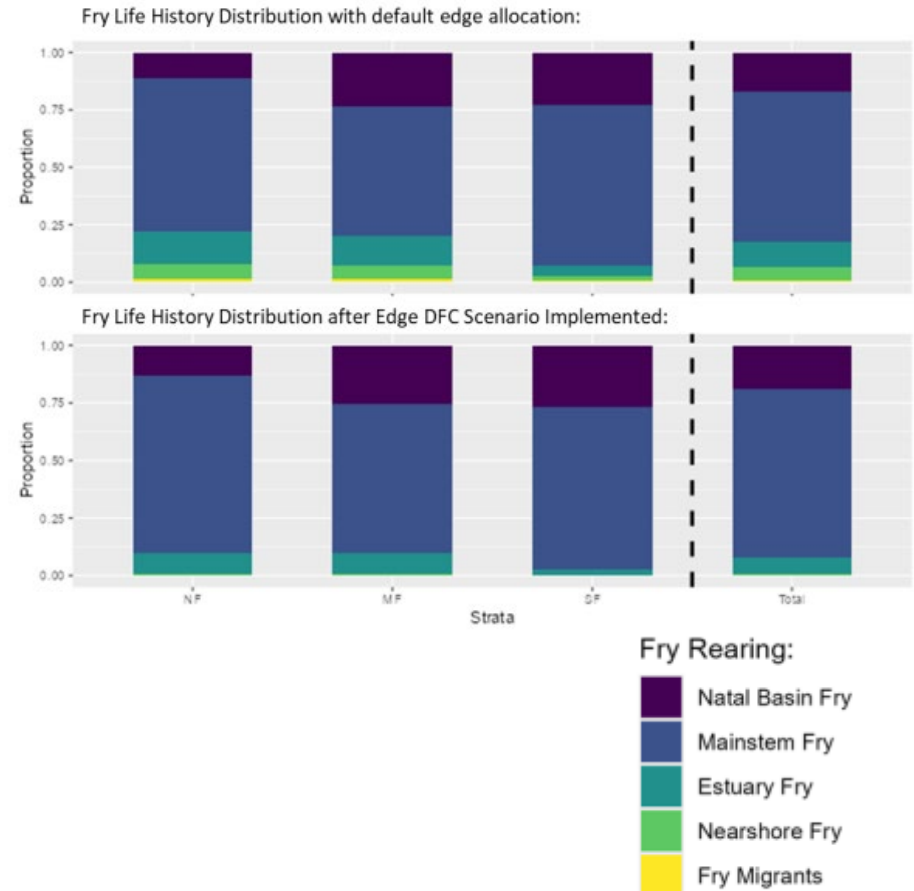 Fry Life History Distribution with default edge allocation:
1.00
0.75
0.50
0.25
0.00
Proportion
Fry Life History Distribution after Edge DFC Scenario Implemented:
1.00
0.75
0.50
0.25
0.00
Proportion
NF MF SF Total
Strata
Fry Rearing:
Natal Basin Fry
Mainstem Fry
Estuary Fry
Nearshore Fry
Fry Migrants